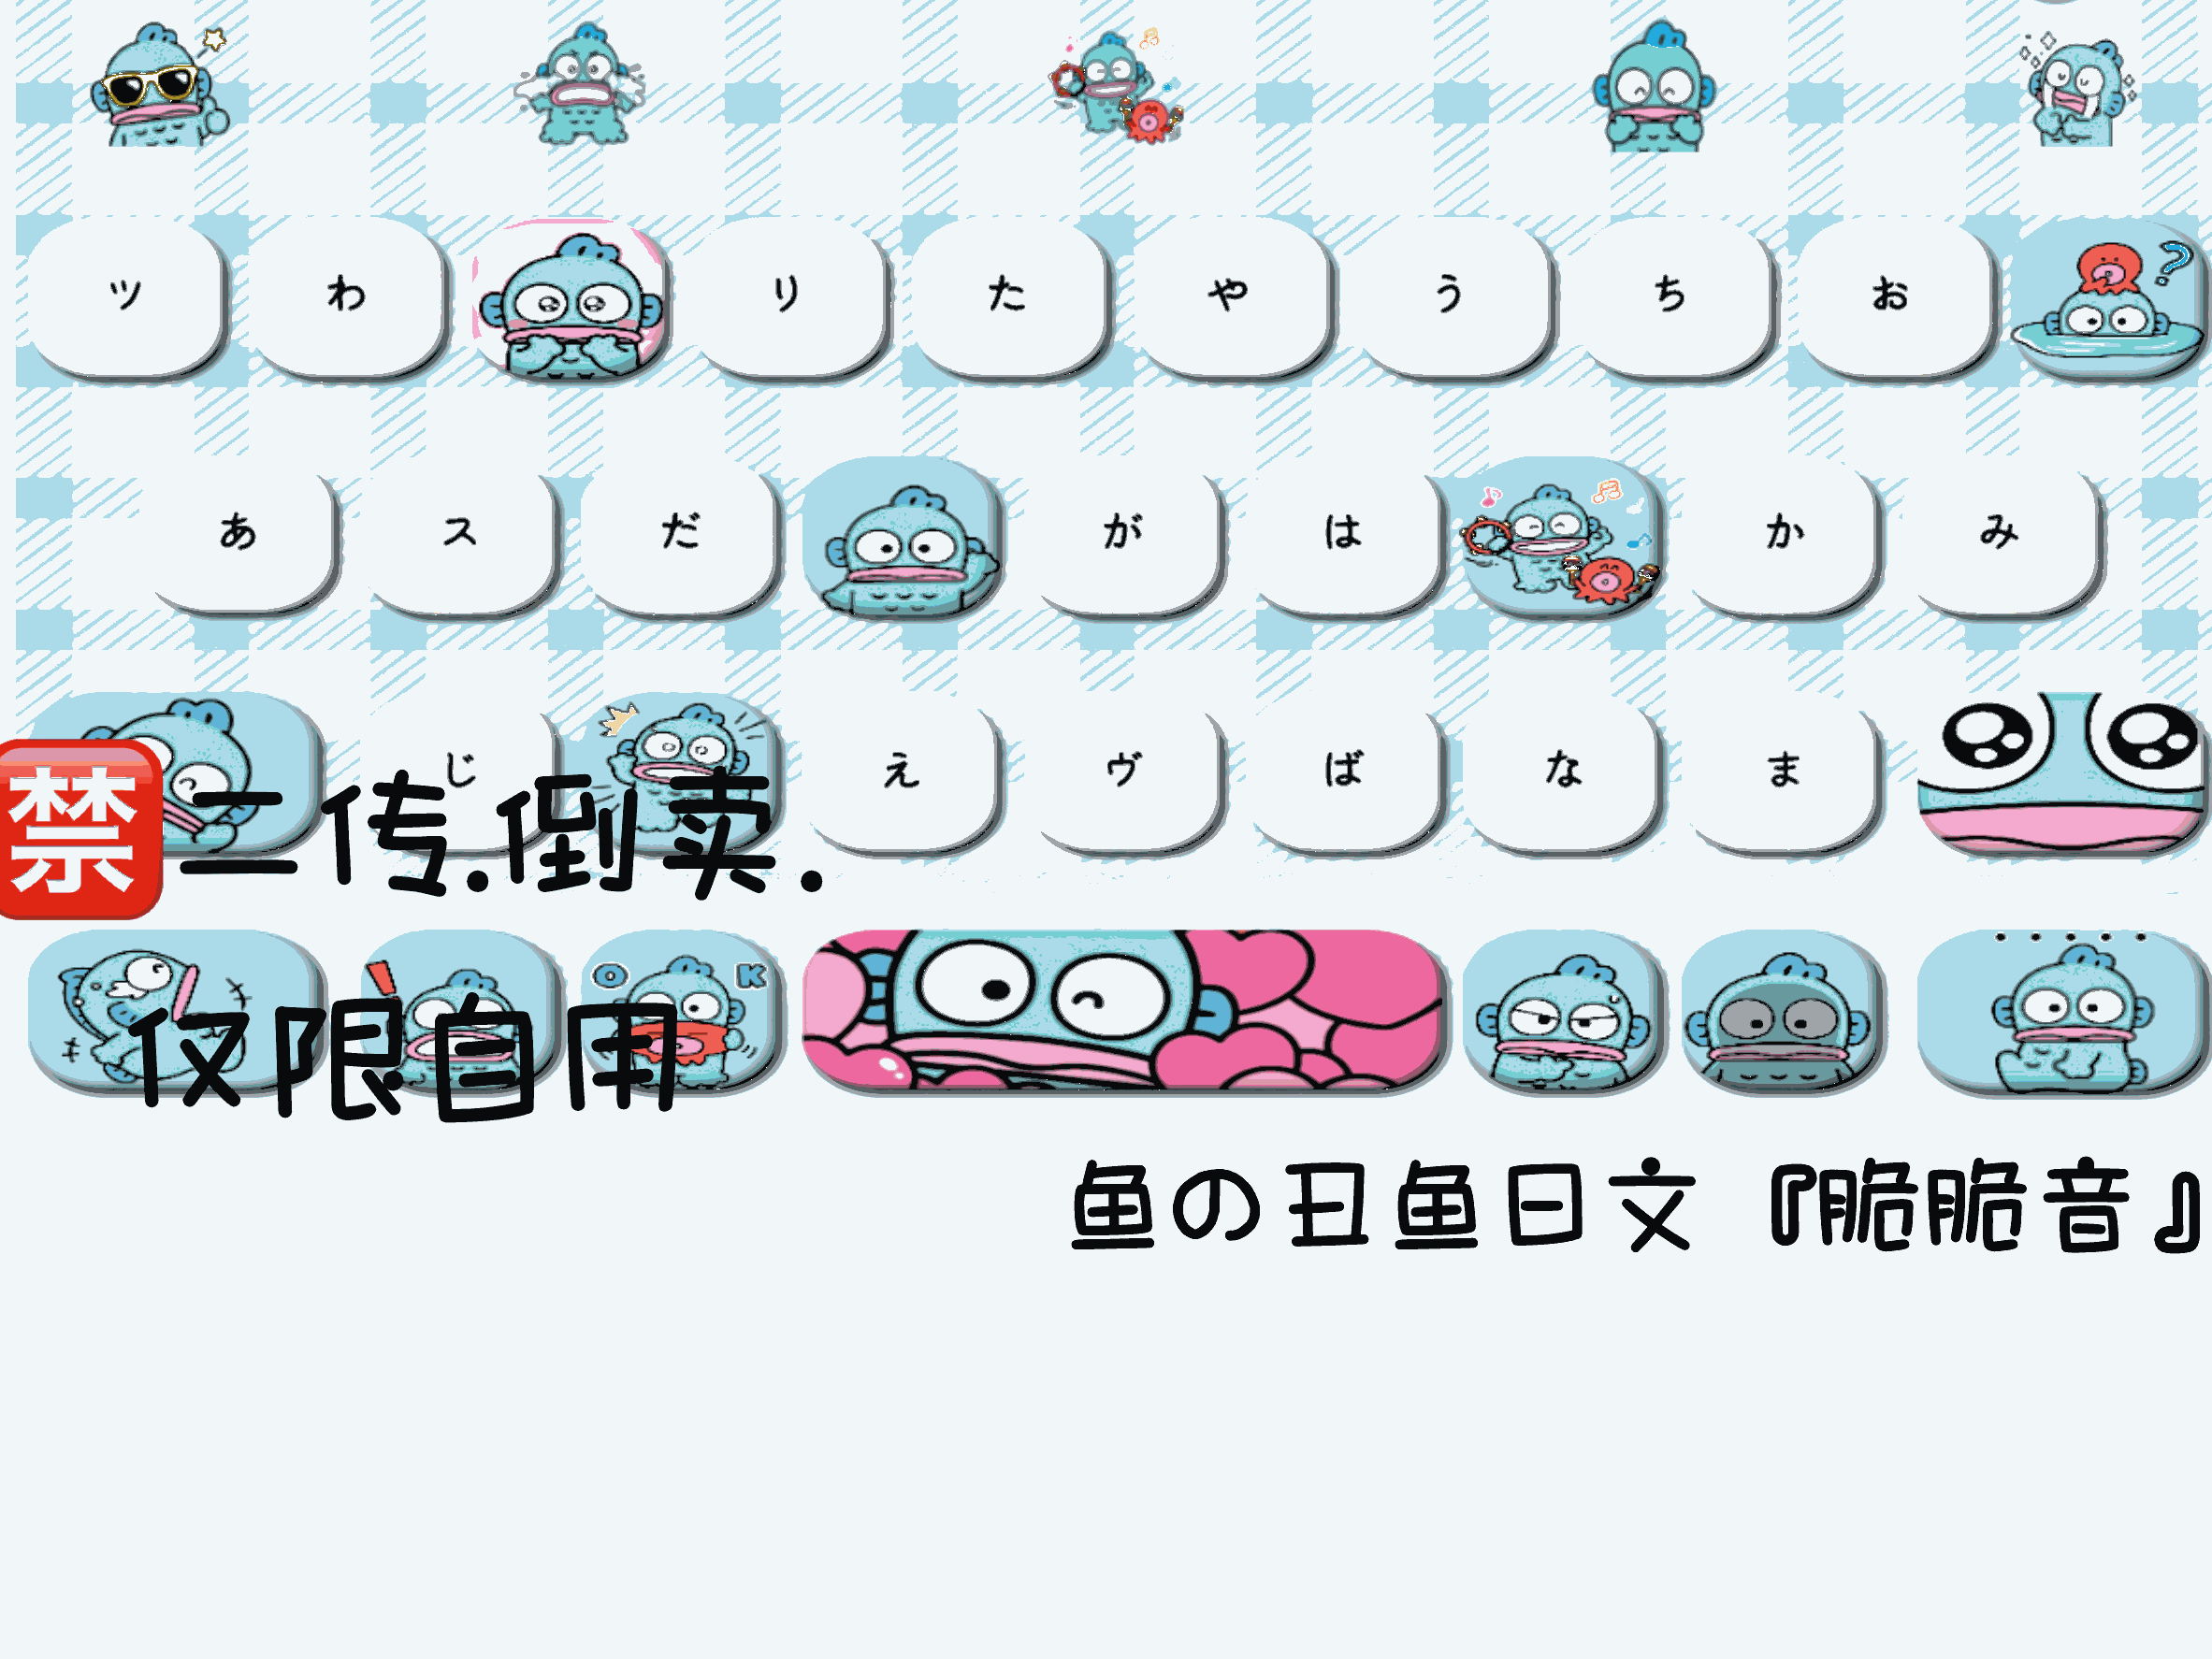 ツ わ り た や う ち お ?
あ ス だ が は か み
じ え ヴ ば な ま
禁二传.倒卖.
O K
仅限自用
鱼の丑鱼日文『脆脆音』